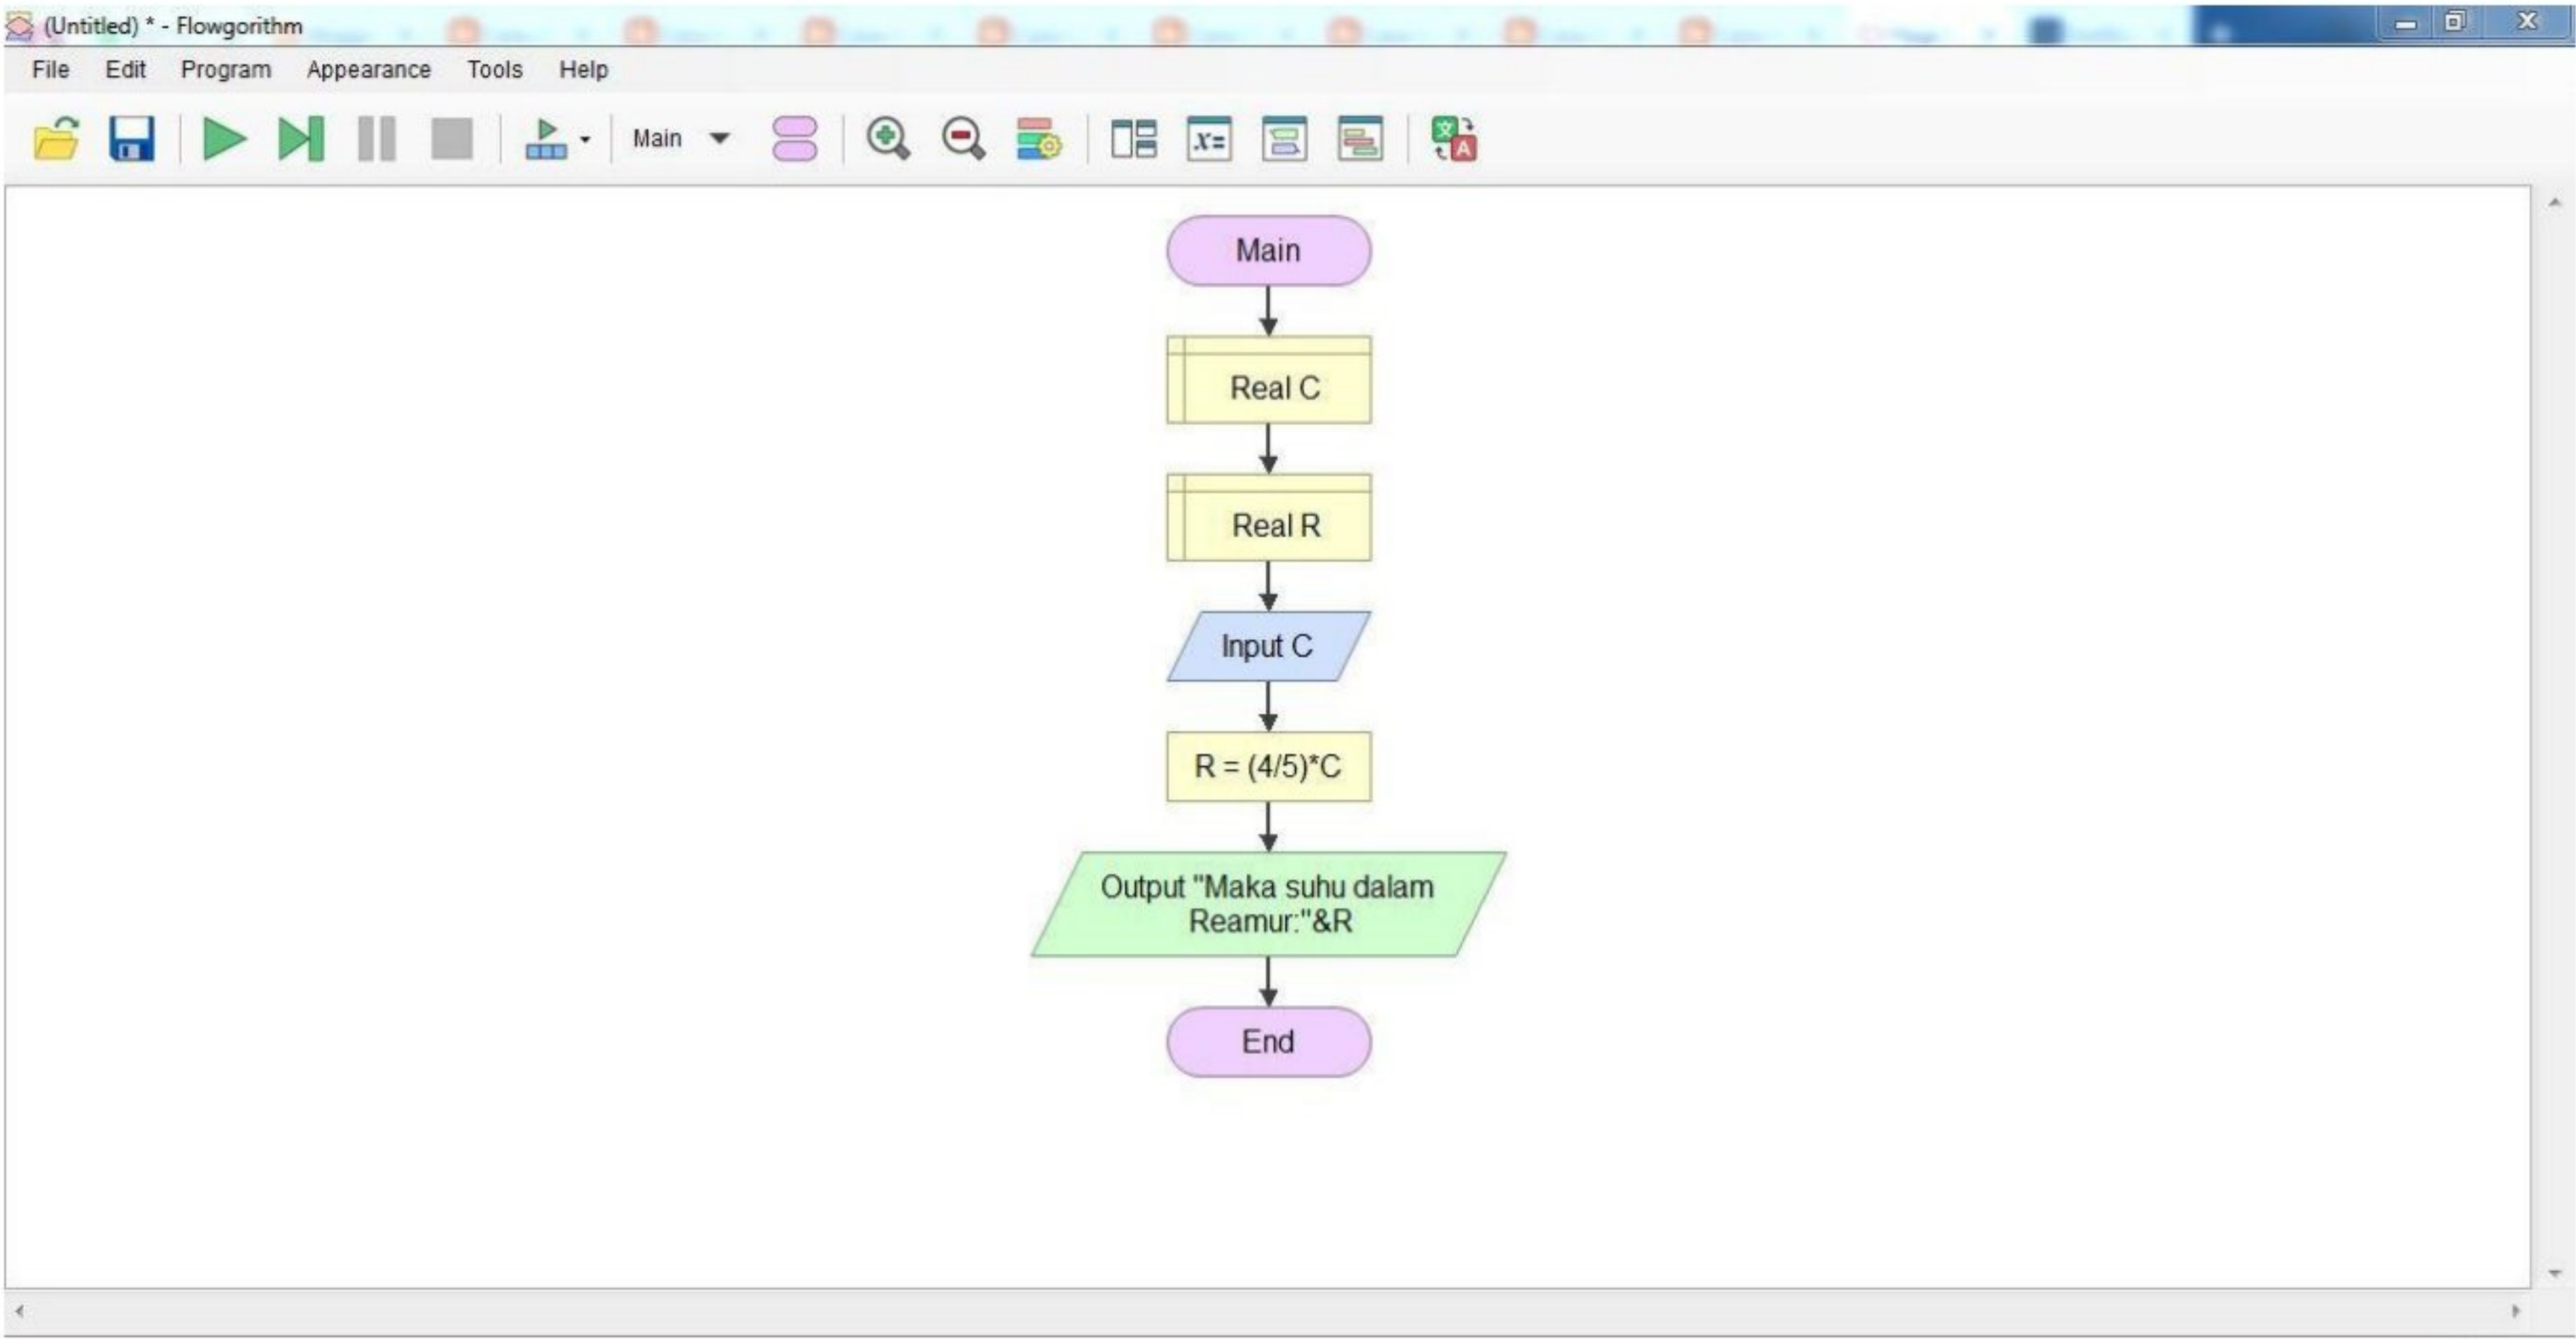 (Untitled) * - Flowgorithm
File Edit Program Appearance Tools Help
Main
Main
Real C
Real R
Input C
R = (4/5)*C
Output "Maka suhu dalam
Reamur:"&R
End